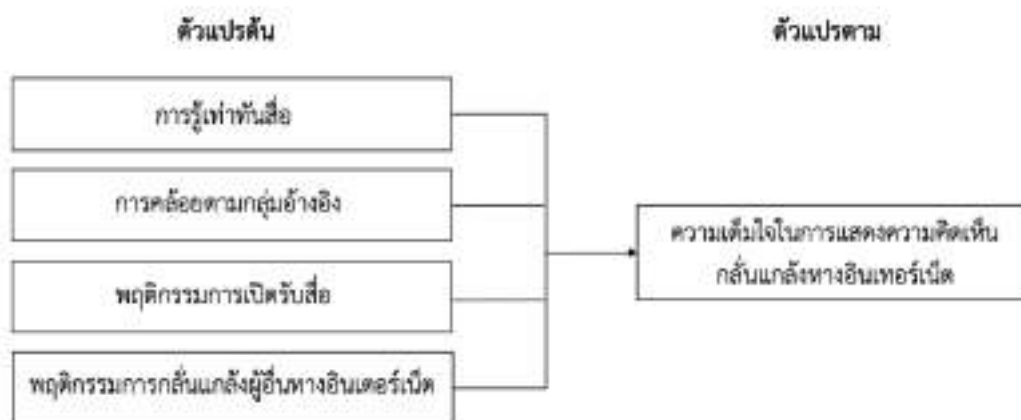 ตัวแปรต้น
ตัวแปรตาม
การรู้เท่าทันสื่อ
การคล้อยตามกลุ่มอ้างอิง
พฤติกรรมการเปิดรับสื่อ
พฤติกรรมการกลั่นแกล้งผู้อื่นทางอินเตอร์เน็ต
ความเต็มใจในการแสดงความคิดเห็น
กลั่นแกล้งทางอินเทอร์เน็ต